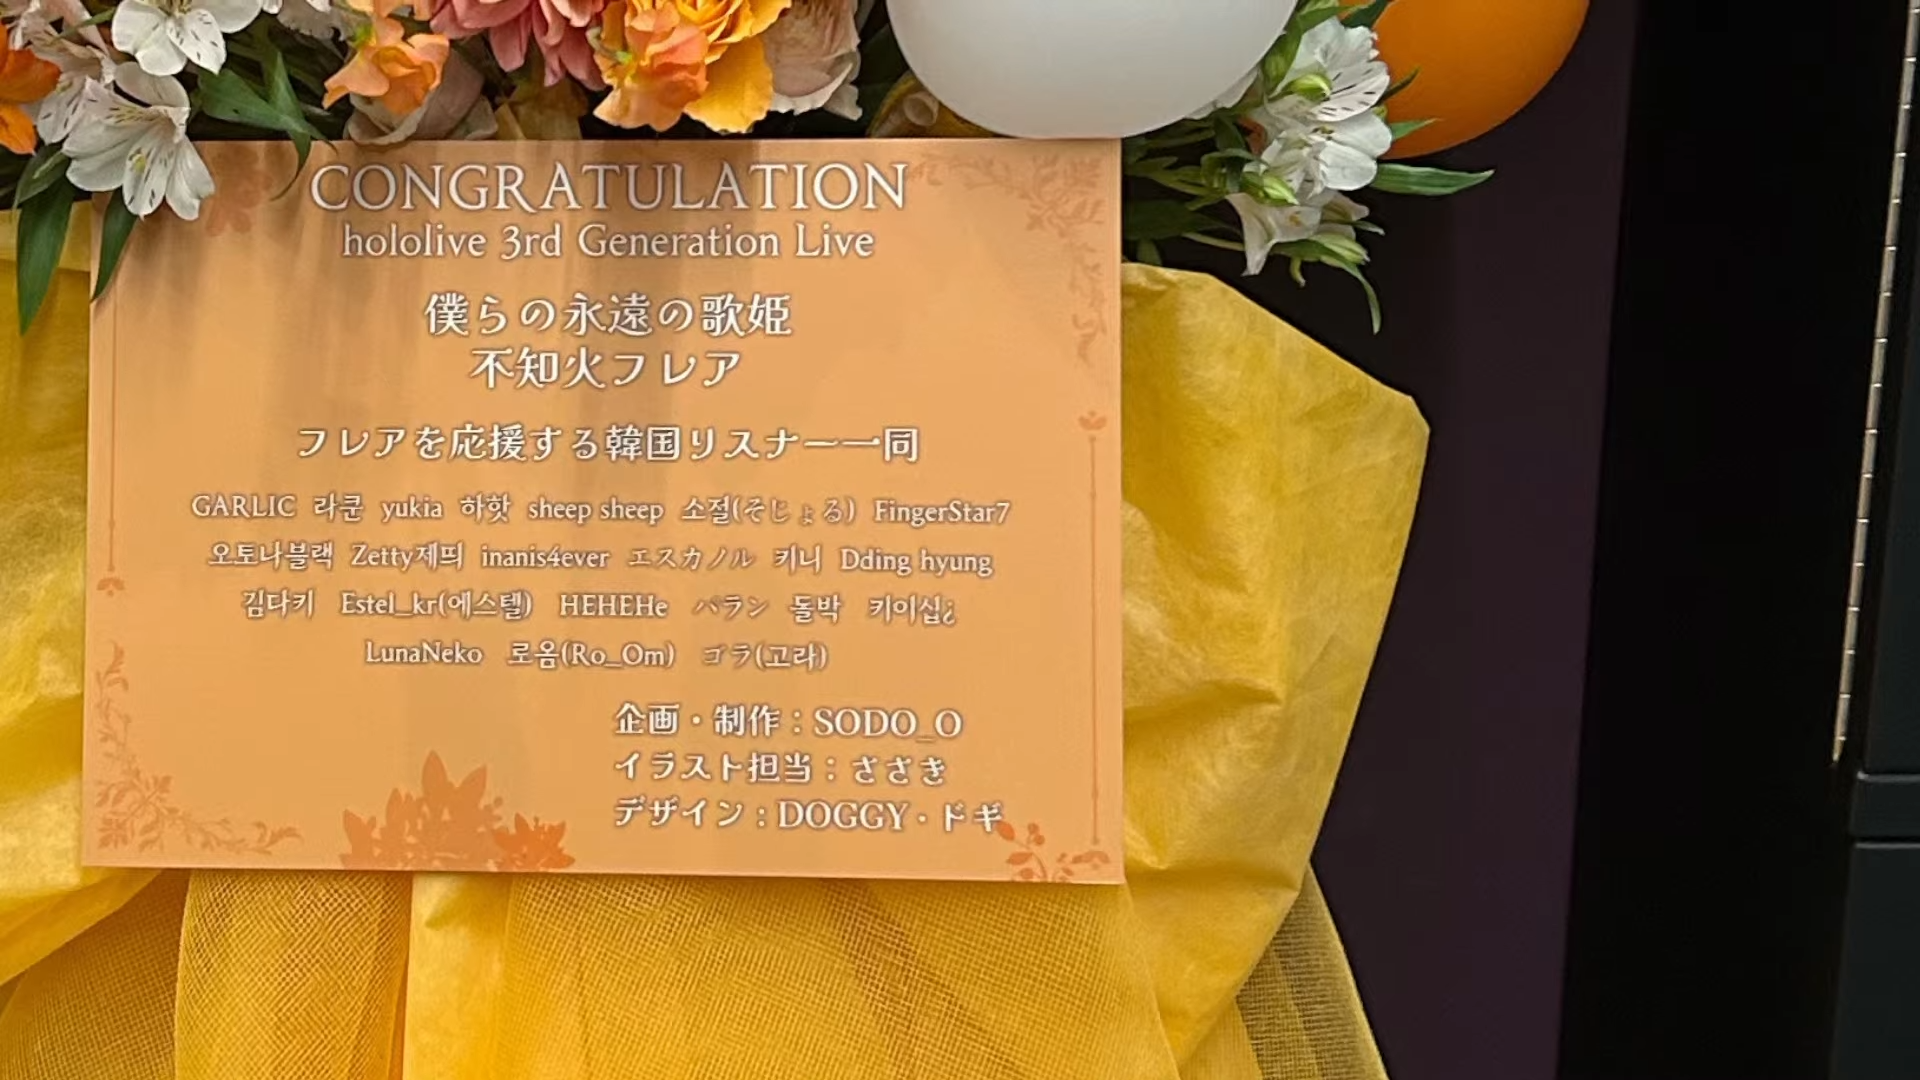 CONGRATULATION
hololive 3rd Generation Live
僕らの永遠の歌姫
不知火フレア
フレアを応援する韓国リスナー一同
GARLIC 라쿤 yukia 하핫 sheep sheep 소절(そじょる) FingerStar7
오토나블랙 Zetty제띄 inanis4ever エスカノル 키니 Dding hyung
김다키 Estel_kr(에스텔) HEHEHe バラン 돌박 키이십¿
LunaNeko 로옴(Ro_Om) ゴラ(고라)
企画・制作：SODO_O
イラスト担当：ささき
デザイン：DOGGY・ドギ